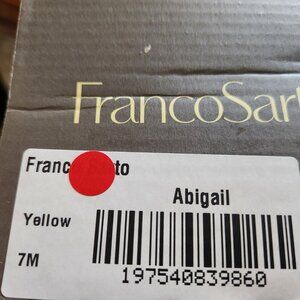 FrancoSart
Franc to
Abigail
Yellow
7M
197540839860